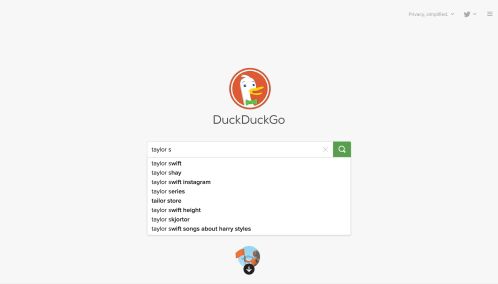 Privacy, simplified.
DuckDuckGo
taylor s
taylor swift
taylor shay
taylor swift instagram
taylor series
tailor store
taylor swift height
taylor skjortor
taylor swift songs about harry styles